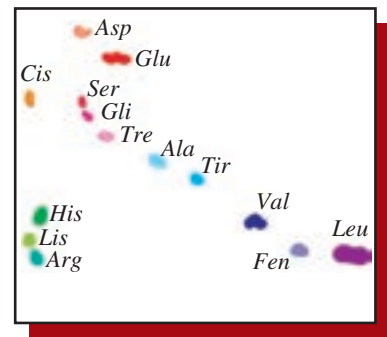 Asp
Glu
Cis
Ser
Gli
Tre
Ala
Tir
Val
His
Lis
Arg
Fen
Leu